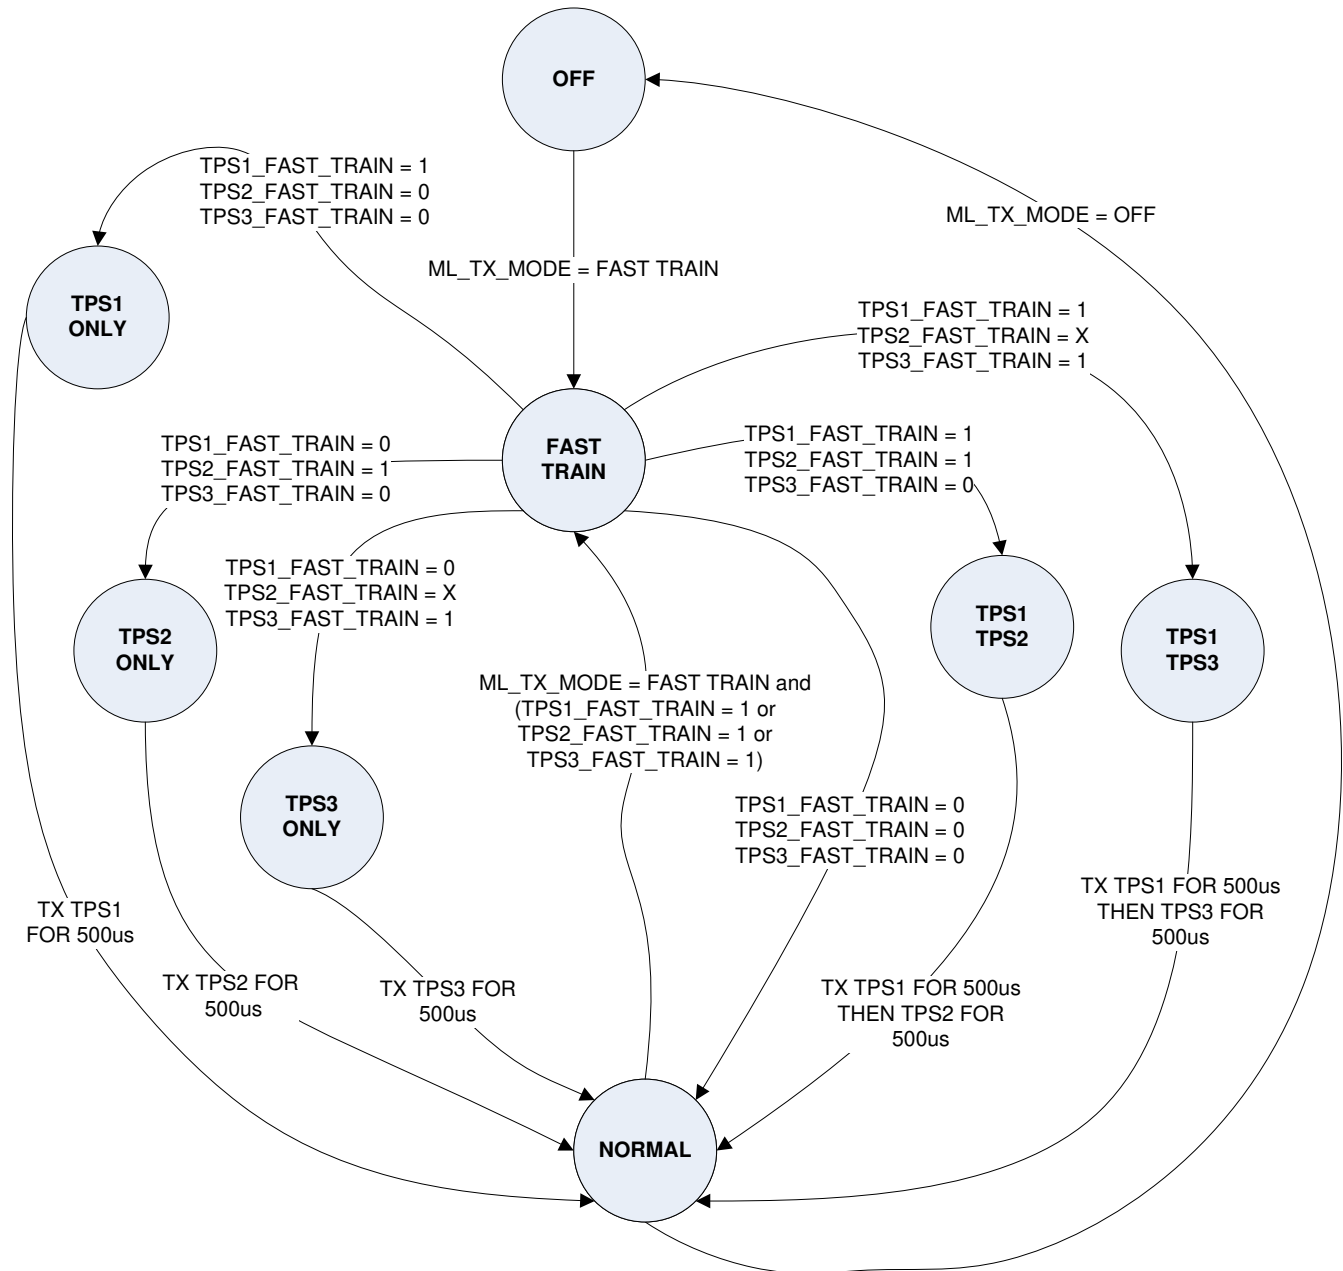 OFF
TPS1_FAST_TRAIN = 1
TPS2_FAST_TRAIN = 0
TPS3_FAST_TRAIN = 0
ML_TX_MODE = OFF
ML_TX_MODE = FAST TRAIN
TPS1
ONLY
TPS1_FAST_TRAIN = 1
TPS2_FAST_TRAIN = X
TPS3_FAST_TRAIN = 1
FAST
TRAIN
TPS1_FAST_TRAIN = 0
TPS2_FAST_TRAIN = 1
TPS3_FAST_TRAIN = 0
TPS1_FAST_TRAIN = 1
TPS2_FAST_TRAIN = 1
TPS3_FAST_TRAIN = 0
TPS1_FAST_TRAIN = 0
TPS2_FAST_TRAIN = X
TPS3_FAST_TRAIN = 1
TPS2
ONLY
TPS1
TPS2
TPS1
TPS3
ML_TX_MODE = FAST TRAIN and
(TPS1_FAST_TRAIN = 1 or
TPS2_FAST_TRAIN = 1 or
TPS3_FAST_TRAIN = 1)
TPS3
ONLY
TPS1_FAST_TRAIN = 0
TPS2_FAST_TRAIN = 0
TPS3_FAST_TRAIN = 0
TX TPS1
FOR 500us
TX TPS1 FOR 500us
THEN TPS3 FOR
500us
TX TPS2 FOR
500us
TX TPS3 FOR
500us
TX TPS1 FOR 500us
THEN TPS2 FOR
500us
NORMAL